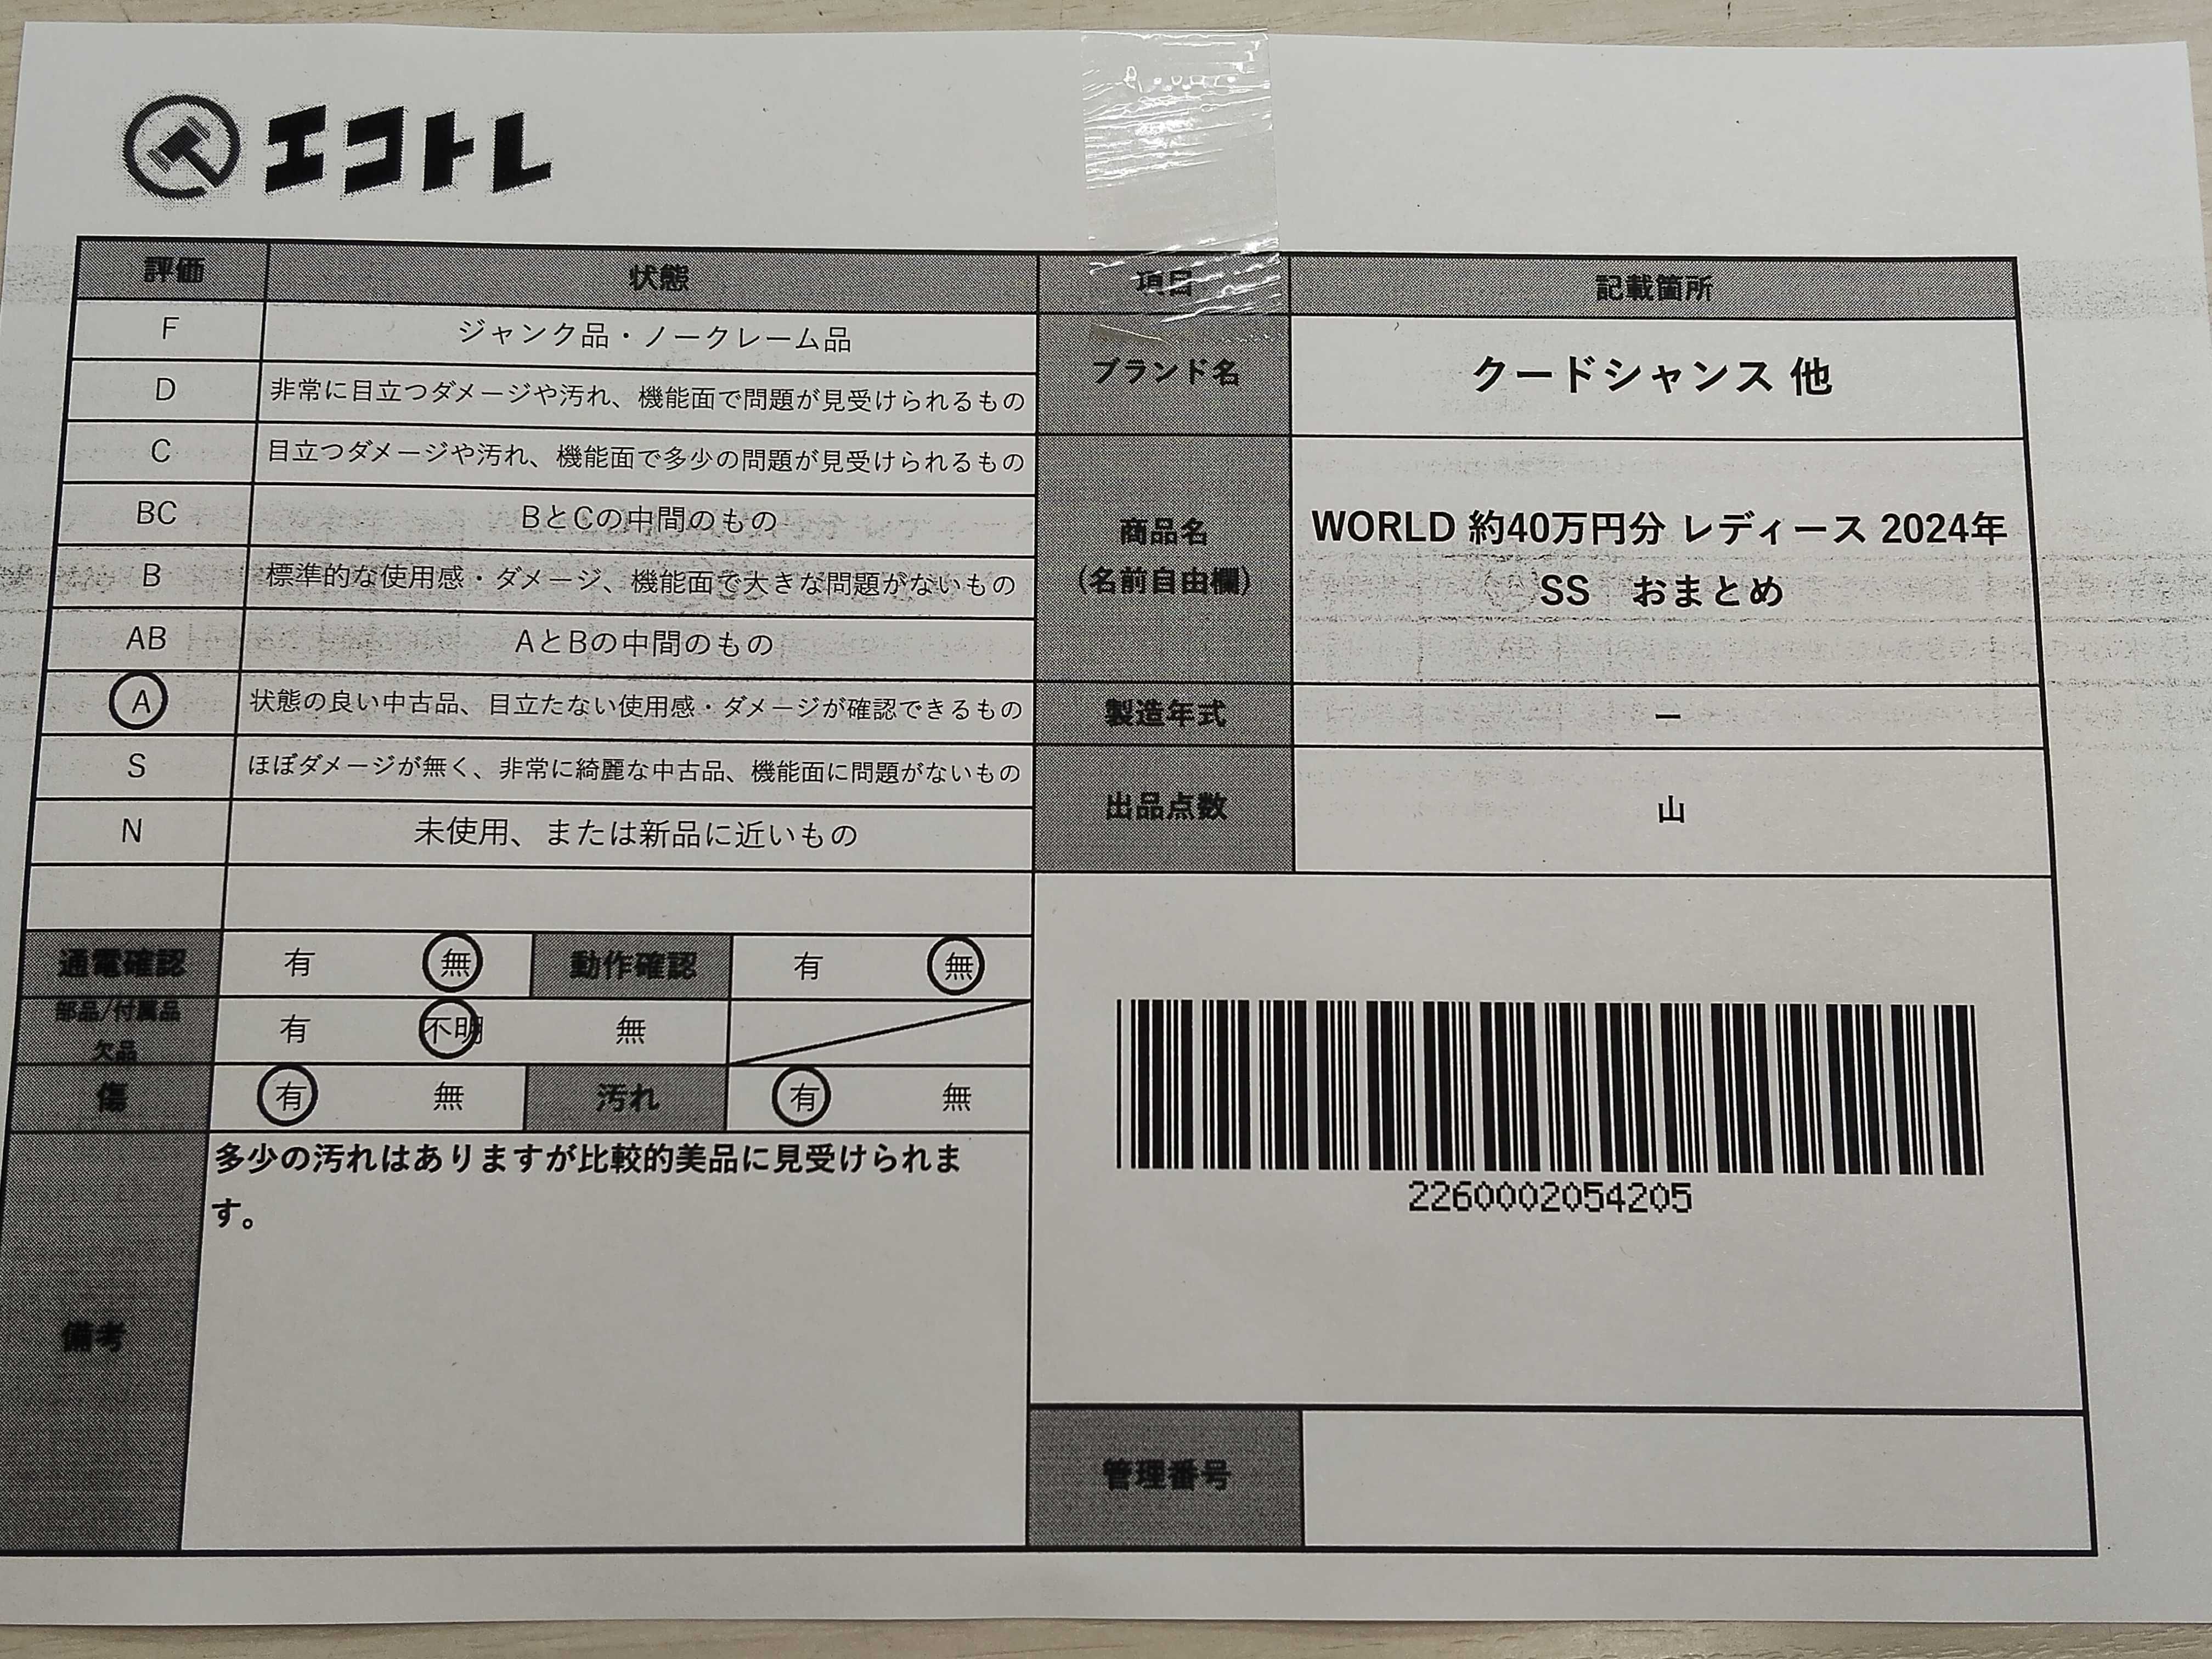 エコトレ
評価 状態 項目 記載箇所
F ジャンク品・ノークレーム品
D 非常に目立つダメージや汚れ、機能面で問題が見受けられるもの
C 目立つダメージや汚れ、機能面で多少の問題が見受けられるもの
BC BとCの中間のもの
B 標準的な使用感・ダメージ、機能面で大きな問題がないもの
AB AとBの中間のもの
A 状態の良い中古品、目立たない使用感・ダメージが確認できるもの
S ほぼダメージが無く、非常に綺麗な中古品、機能面に問題がないもの
N 未使用、または新品に近いもの
通電確認 有 無 動作確認 有 無
部品/付属品
欠品 有 不明 無
傷 有 無 汚れ 有 無
備考
多少の汚れはありますが比較的美品に見受けられま
す。
ブランド名 クードシャンス 他
商品名
(名前自由欄)
WORLD 約40万円分 レディース 2024年
SS おまとめ
製造年式 ー
出品点数 山
2260002054205
管理番号